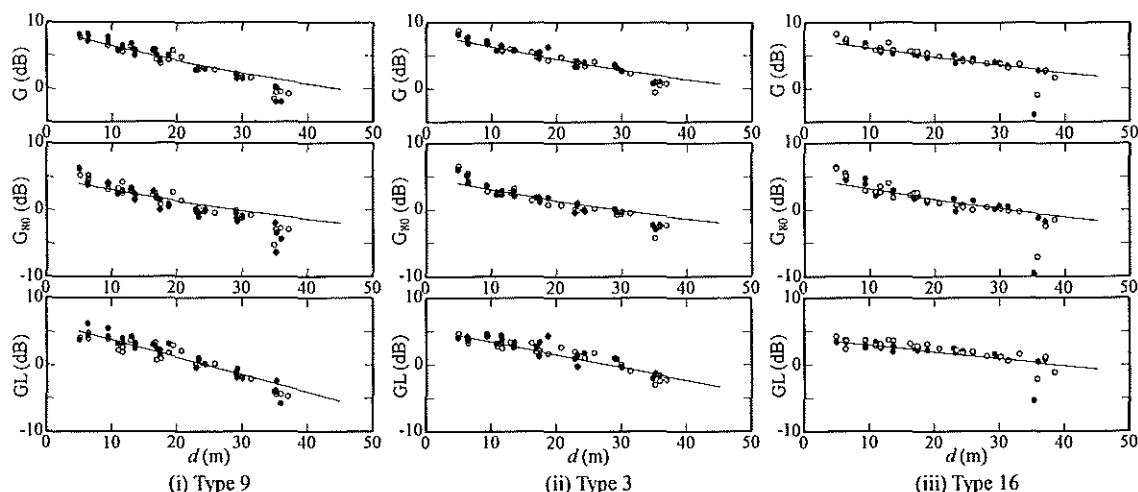 10 10 10
G (dB) G (dB) G (dB)
0 0 0
0 10 20 30 40 50 0 10 20 30 40 50 0 10 20 30 40 50
10 10 10
G₈₀ (dB) G₈₀ (dB) G₈₀ (dB)
0 0 0
-10 -10 -10
0 10 20 30 40 50 0 10 20 30 40 50 0 10 20 30 40 50
10 10 10
GL (dB) GL (dB) GL (dB)
0 0 0
-10 -10 -10
0 10 20 30 40 50 0 10 20 30 40 50 0 10 20 30 40 50
d (m) d (m) d (m)
(i) Type 9 (ii) Type 3 (iii) Type 16